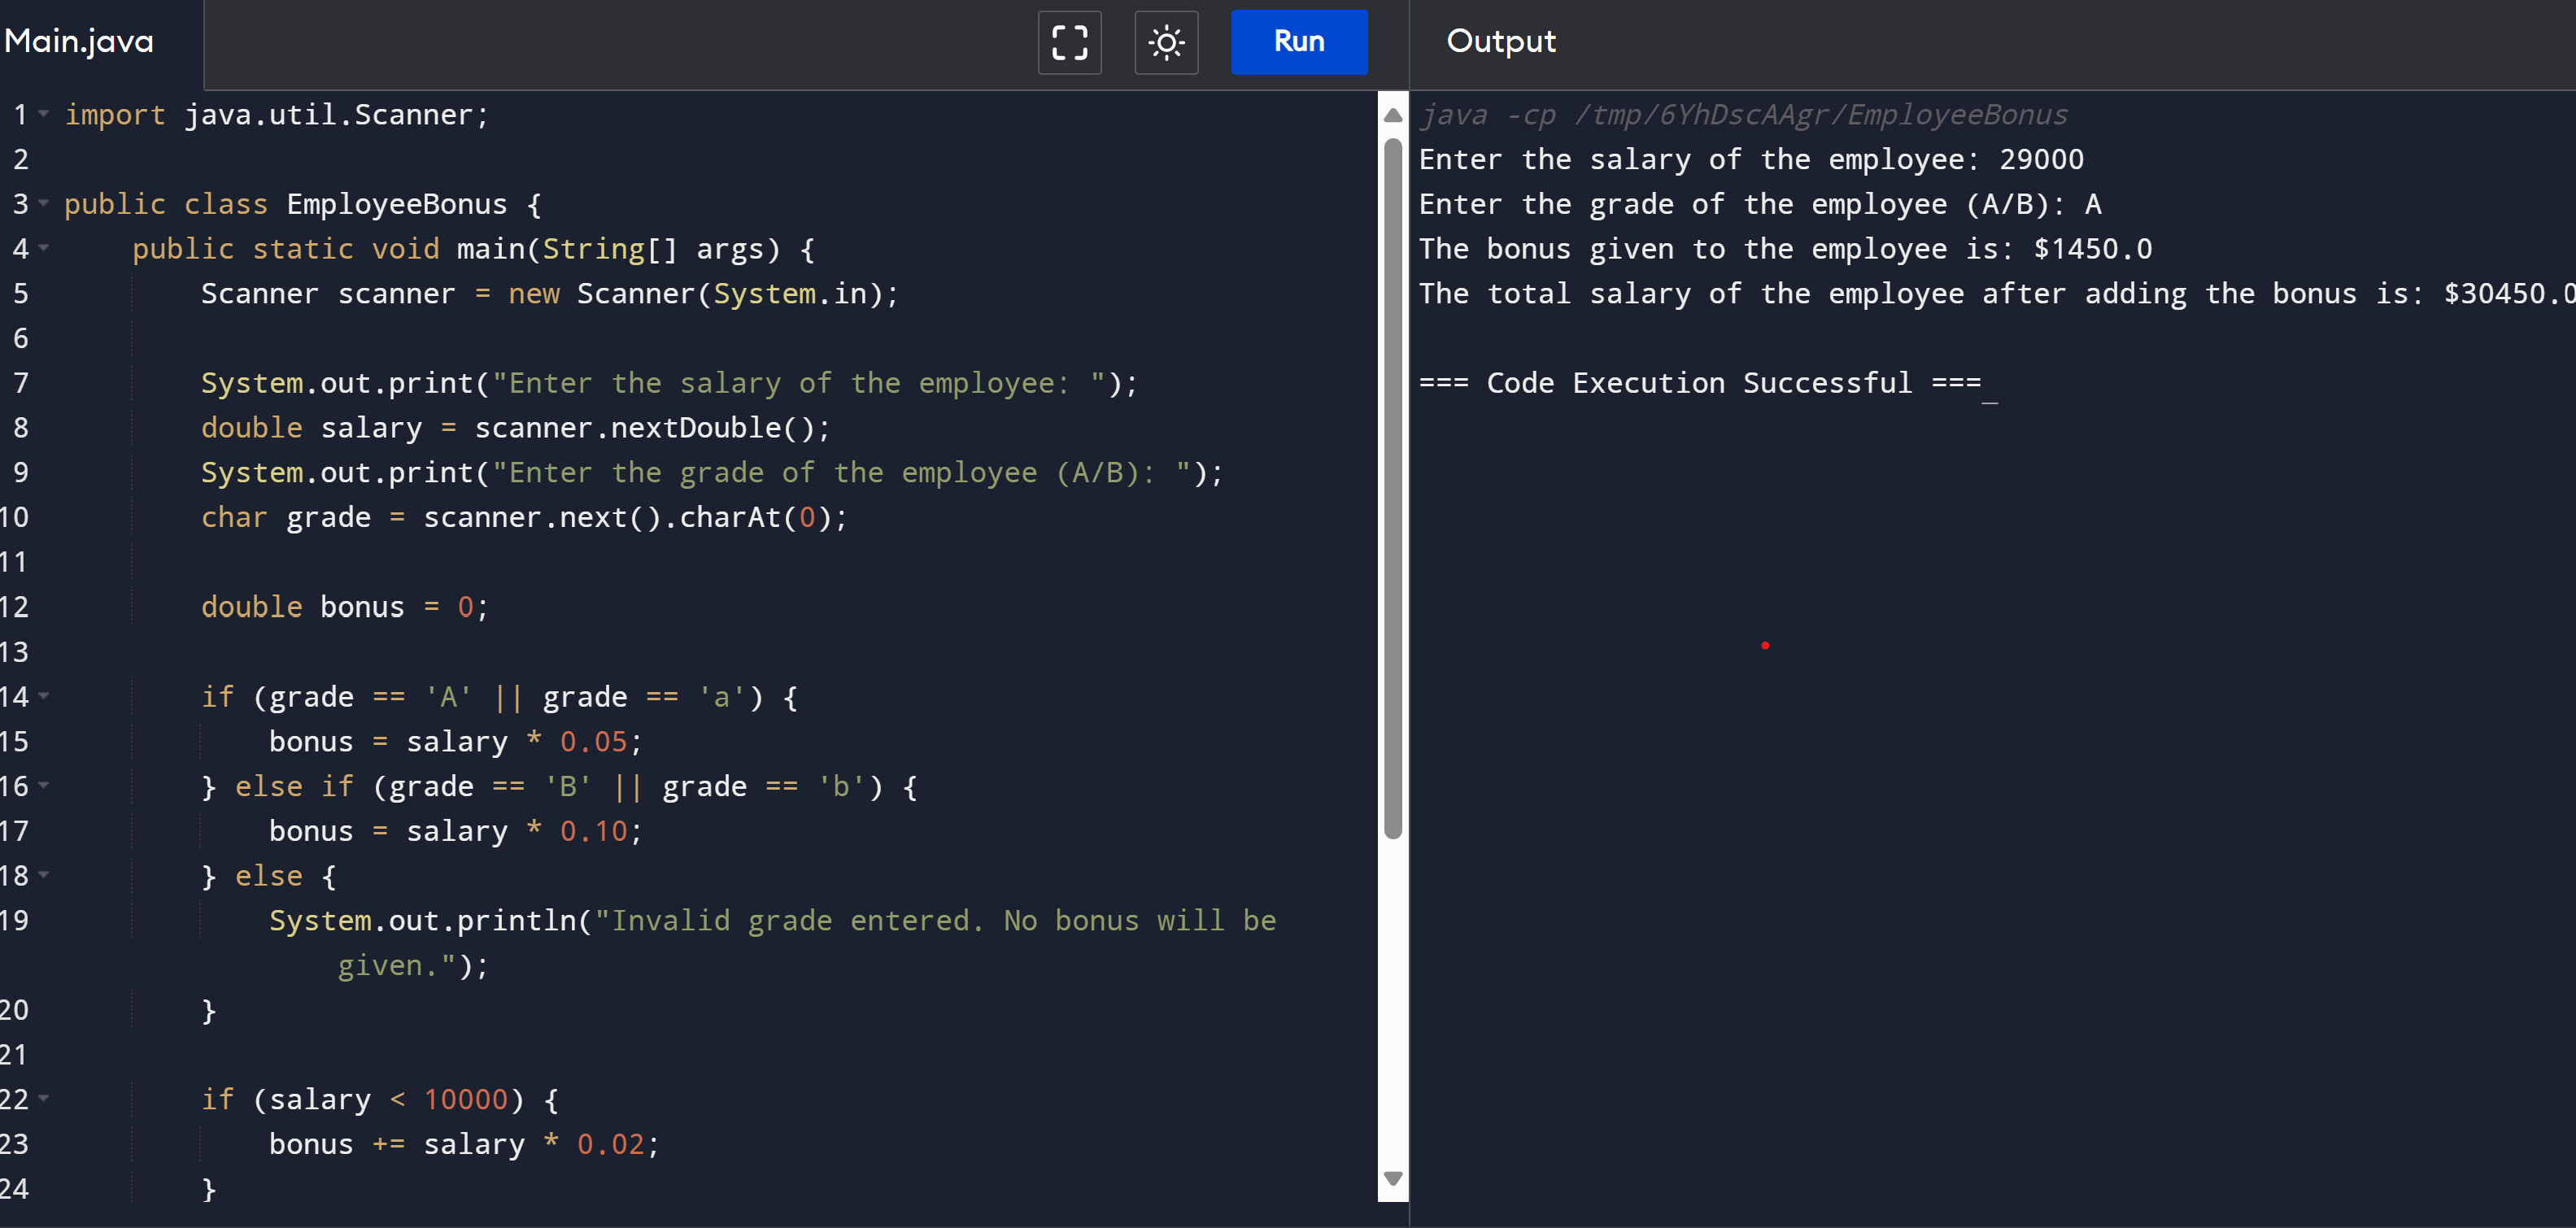 Main.java
Run
Output
1 import java.util.Scanner;
2
3 public class EmployeeBonus {
4     public static void main(String[] args) {
5         Scanner scanner = new Scanner(System.in);
6
7         System.out.print("Enter the salary of the employee: ");
8         double salary = scanner.nextDouble();
9         System.out.print("Enter the grade of the employee (A/B): ");
10         char grade = scanner.next().charAt(0);
11
12         double bonus = 0;
13
14         if (grade == 'A' || grade == 'a') {
15             bonus = salary * 0.05;
16         } else if (grade == 'B' || grade == 'b') {
17             bonus = salary * 0.10;
18         } else {
19             System.out.println("Invalid grade entered. No bonus will be
                given.");
20         }
21
22         if (salary < 10000) {
23             bonus += salary * 0.02;
24         }
java -cp /tmp/6YhDscAAgr/EmployeeBonus
Enter the salary of the employee: 29000
Enter the grade of the employee (A/B): A
The bonus given to the employee is: $1450.0
The total salary of the employee after adding the bonus is: $30450.0
=== Code Execution Successful ===_